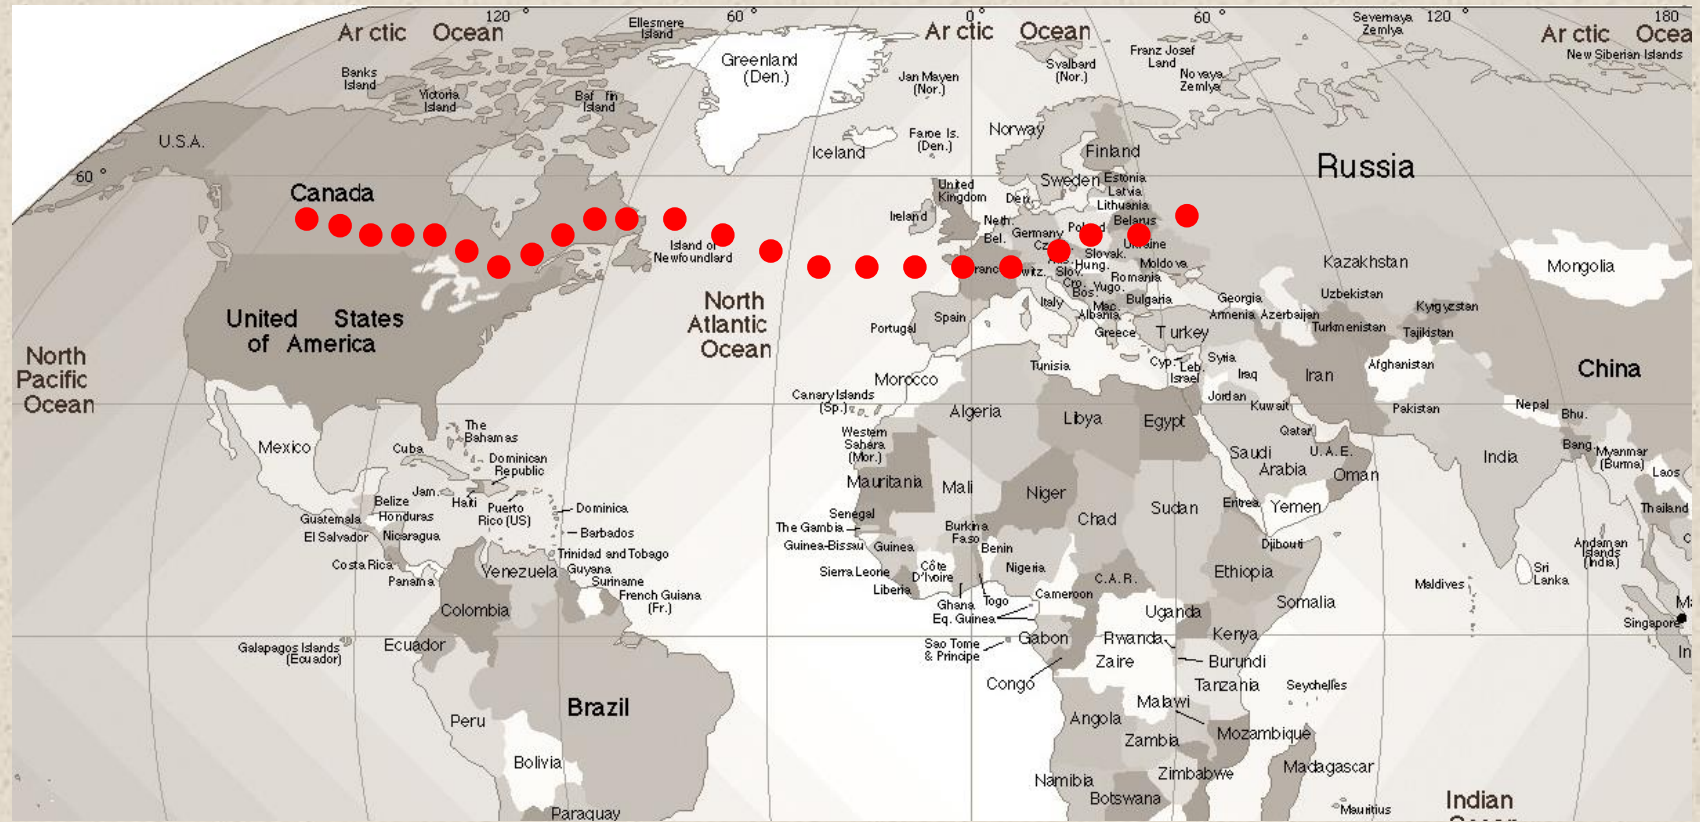 120 °
60 °
0 °
60 °
120 °
180
Arctic Ocean
Ellesmere
Island
Arctic Ocean
Severnaya
Zemlya
Arctic Ocea
New Siberian Islands
Banks
Island
Victoria
Island
Baffin
Island
Greenland
(Den.)
Jan Mayen
(Nor.)
Svalbard
(Nor.)
Franz Josef
Land
Novaya
Zemlya
U.S.A.
60 °
Canada
Iceland
Faroe Is.
(Den.)
Norway
Finland
Sweden
Estonia
Latvia
Lithuania
Belarus
Russia
United
Kingdom
Ireland
Den.
Neth.
Bel.
Germany
Slovak.
Hung.
Slov.
Cro.
Bos.
Yugo.
Mac.
Albania
Moldova
Romania
Bulgaria
Italy
Greece
Spain
Portugal
Island of
Newfoundland
Kazakhstan
Mongolia
Uzbekistan
Kyrgyzstan
Georgia
Armenia
Azerbaijan
Turkmenistan
Tajikistan
Turkey
United States
of America
North
Atlantic
Ocean
North
Pacific
Ocean
Tunisia
Cyp.
Leb.
Israel
Syria
Iraq
Jordan
Kuwait
Iran
Afghanistan
China
Morocco
Canary Islands
(Sp.)
Algeria
Libya
Egypt
Pakistan
Nepal
Bhu.
Bang.
Myanmar
(Burma)
Laos
Thailand
India
Qatar
U.A.E.
Saudi
Arabia
Oman
Yemen
Western
Sahara
(Mor.)
Mauritania
Mali
Niger
Chad
Sudan
Eritrea
Djibouti
Mexico
Cuba
The
Bahamas
Dominican
Republic
Jam.
Haiti
Puerto
Rico (US)
Belize
Honduras
Guatemala
El Salvador
Nicaragua
Costa Rica
Panama
Dominica
Barbados
Trinidad and Tobago
Venezuela
Guyana
Suriname
French Guiana
(Fr.)
Colombia
Galapagos Islands
(Ecuador)
Ecuador
Peru
Brazil
Bolivia
Paraguay
Senegal
The Gambia
Guinea-Bissau
Guinea
Sierra Leone
Liberia
Côte
D'Ivoire
Burkina
Faso
Benin
Ghana
Togo
Nigeria
Cameroon
Eq. Guinea
Sao Tome
& Principe
Gabon
Congo
C.A.R.
Ethiopia
Somalia
Uganda
Kenya
Rwanda
Burundi
Zaire
Tanzania
Seychelles
Maldives
Sri
Lanka
Andaman
Islands
(India)
Singapore
Angola
Zambia
Malawi
Mozambique
Zimbabwe
Namibia
Botswana
Madagascar
Mauritius
Indian